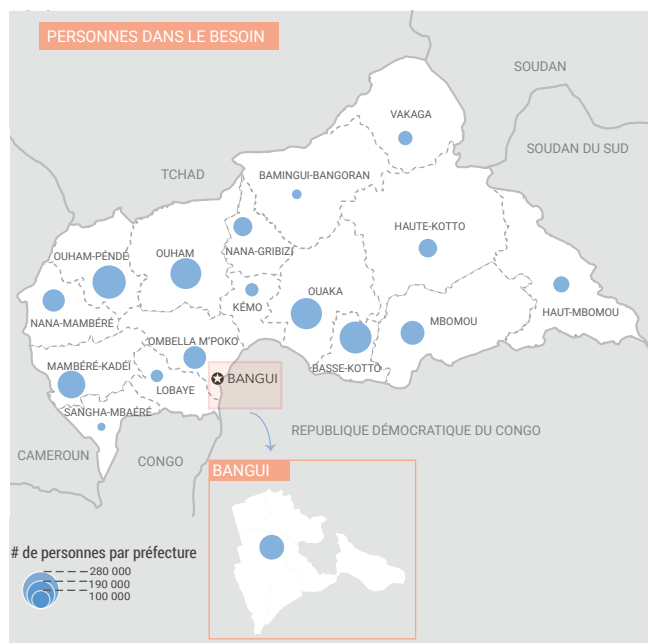 PERSONNES DANS LE BESOIN
SOUDAN
VAKAGA
SOUDAN DU SUD
TCHAD
BAMINGUI-BANGORAN
HAUTE-KOTTO
OUHAM-PÉNDÉ
OUHAM
NANA-GRIBIZI
OUAKA
KÉMO
NANA-MAMBÉRÉ
MBOMOU
HAUT-MBOMOU
OMBELLA M'POKO
MAMBÉRÉ-KADEÏ
BASSE-KOTTO
BANGUI
LOBAYE
SANGHA-MBAÉRÉ
REPUBLIQUE DÉMOCRATIQUE DU CONGO
CAMEROUN
CONGO
BANGUI
# de personnes par préfecture
280 000
190 000
100 000